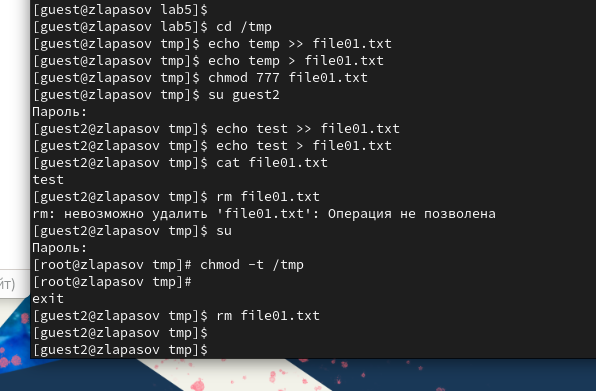 [guest@zlapasov lab5]$
[guest@zlapasov lab5]$ cd /tmp
[guest@zlapasov tmp]$ echo temp >> file01.txt
[guest@zlapasov tmp]$ echo temp > file01.txt
[guest@zlapasov tmp]$ chmod 777 file01.txt
[guest@zlapasov tmp]$ su guest2
Пароль:
[guest2@zlapasov tmp]$ echo test >> file01.txt
[guest2@zlapasov tmp]$ echo test > file01.txt
[guest2@zlapasov tmp]$ cat file01.txt
test
[guest2@zlapasov tmp]$ rm file01.txt
rm: невозможно удалить 'file01.txt': Операция не позволена
[guest2@zlapasov tmp]$ su
Пароль:
[root@zlapasov tmp]# chmod -t /tmp
[root@zlapasov tmp]#
йт)
exit
[guest2@zlapasov tmp]$ rm file01.txt
[guest2@zlapasov tmp]$
[guest2@zlapasov tmp]$